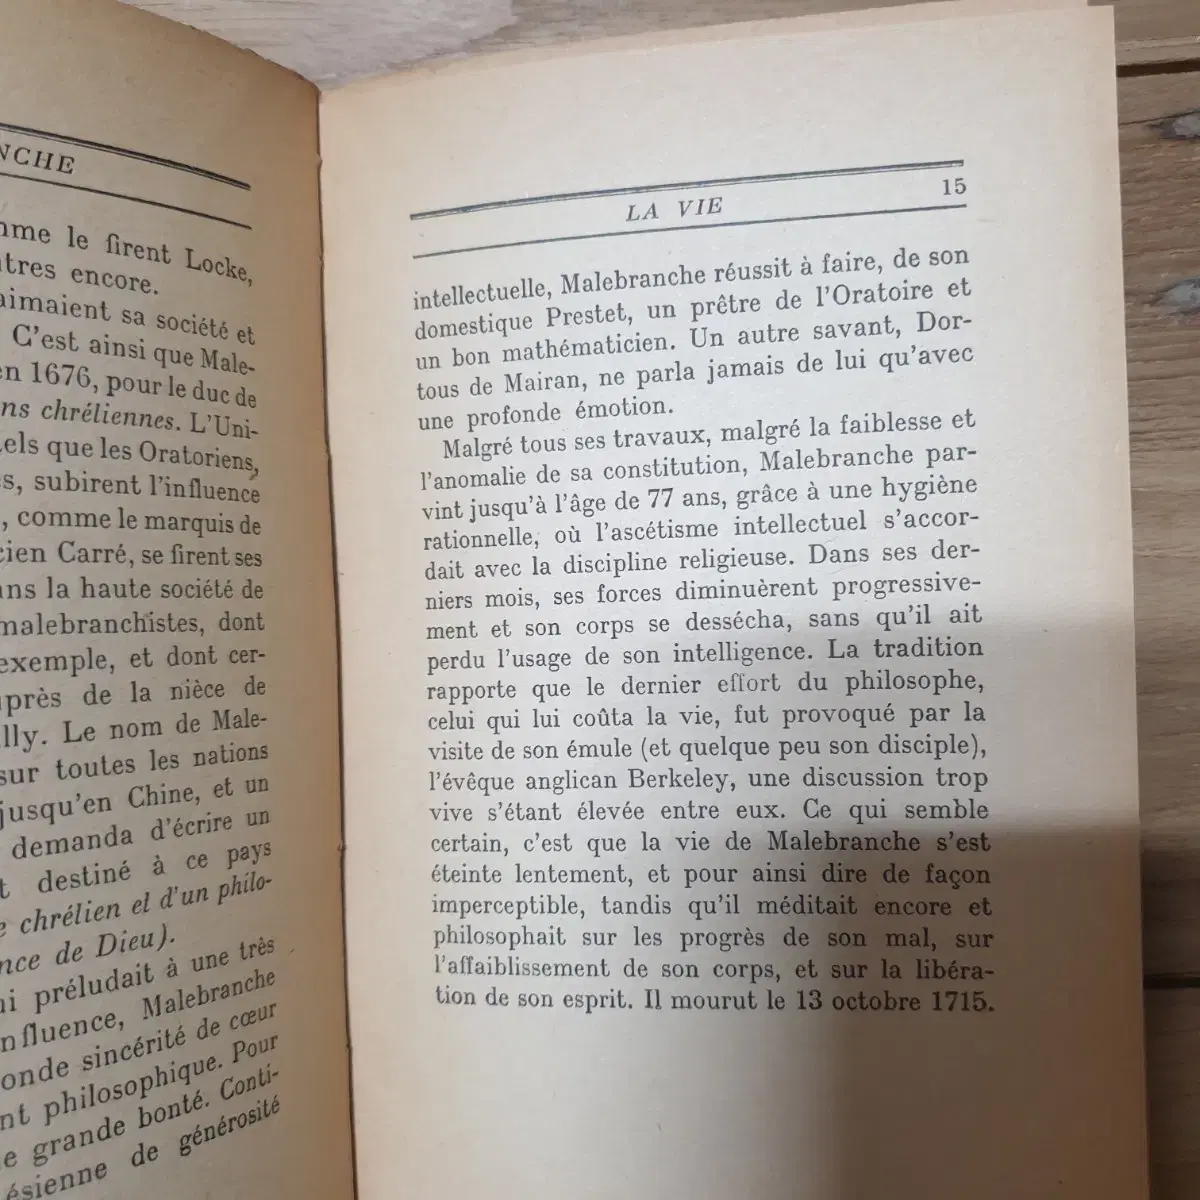 NCHE
le firent Locke,
encore.
aimaient sa société et
C'est ainsi que Male-
en 1676, pour le duc de
chréliennes. L'Uni-
que les Oratoriens,
subirent l'influence
, comme le marquis de
Carré, se firent ses
la haute société de
malebranchistes, dont
exemple, et dont cer-
de la nièce de
Le nom de Male-
sur toutes les nations
jusqu'en Chine, et un
demanda d'écrire un
destiné à ce pays
chrélien el d'un philo-
de Dieu).
préludait à une très
influence, Malebranche
sincérité de cœur
philosophique. Pour
grande bonté. Conti-
de générosité
LA VIE 15
intellectuelle, Malebranche réussit à faire, de son
domestique Prestet, un prêtre de l'Oratoire et
un bon mathématicien. Un autre savant, Dor-
tous de Mairan, ne parla jamais de lui qu'avec
une profonde émotion.
Malgré tous ses travaux, malgré la faiblesse et
l'anomalie de sa constitution, Malebranche par-
vint jusqu'à l'âge de 77 ans, grâce à une hygiène
rationnelle, où l'ascétisme intellectuel s'accor-
dait avec la discipline religieuse. Dans ses der-
niers mois, ses forces diminuèrent progressive-
ment et son corps se dessécha, sans qu'il ait
perdu l'usage de son intelligence. La tradition
rapporte que le dernier effort du philosophe,
celui qui lui coûta la vie, fut provoqué par la
visite de son émule (et quelque peu son disciple),
l'évêque anglican Berkeley, une discussion trop
vive s'étant élevée entre eux. Ce qui semble
certain, c'est que la vie de Malebranche s'est
éteinte lentement, et pour ainsi dire de façon
imperceptible, tandis qu'il méditait encore et
philosophait sur les progrès de son mal, sur
l'affaiblissement de son corps, et sur la libéra-
tion de son esprit. Il mourut le 13 octobre 1715.